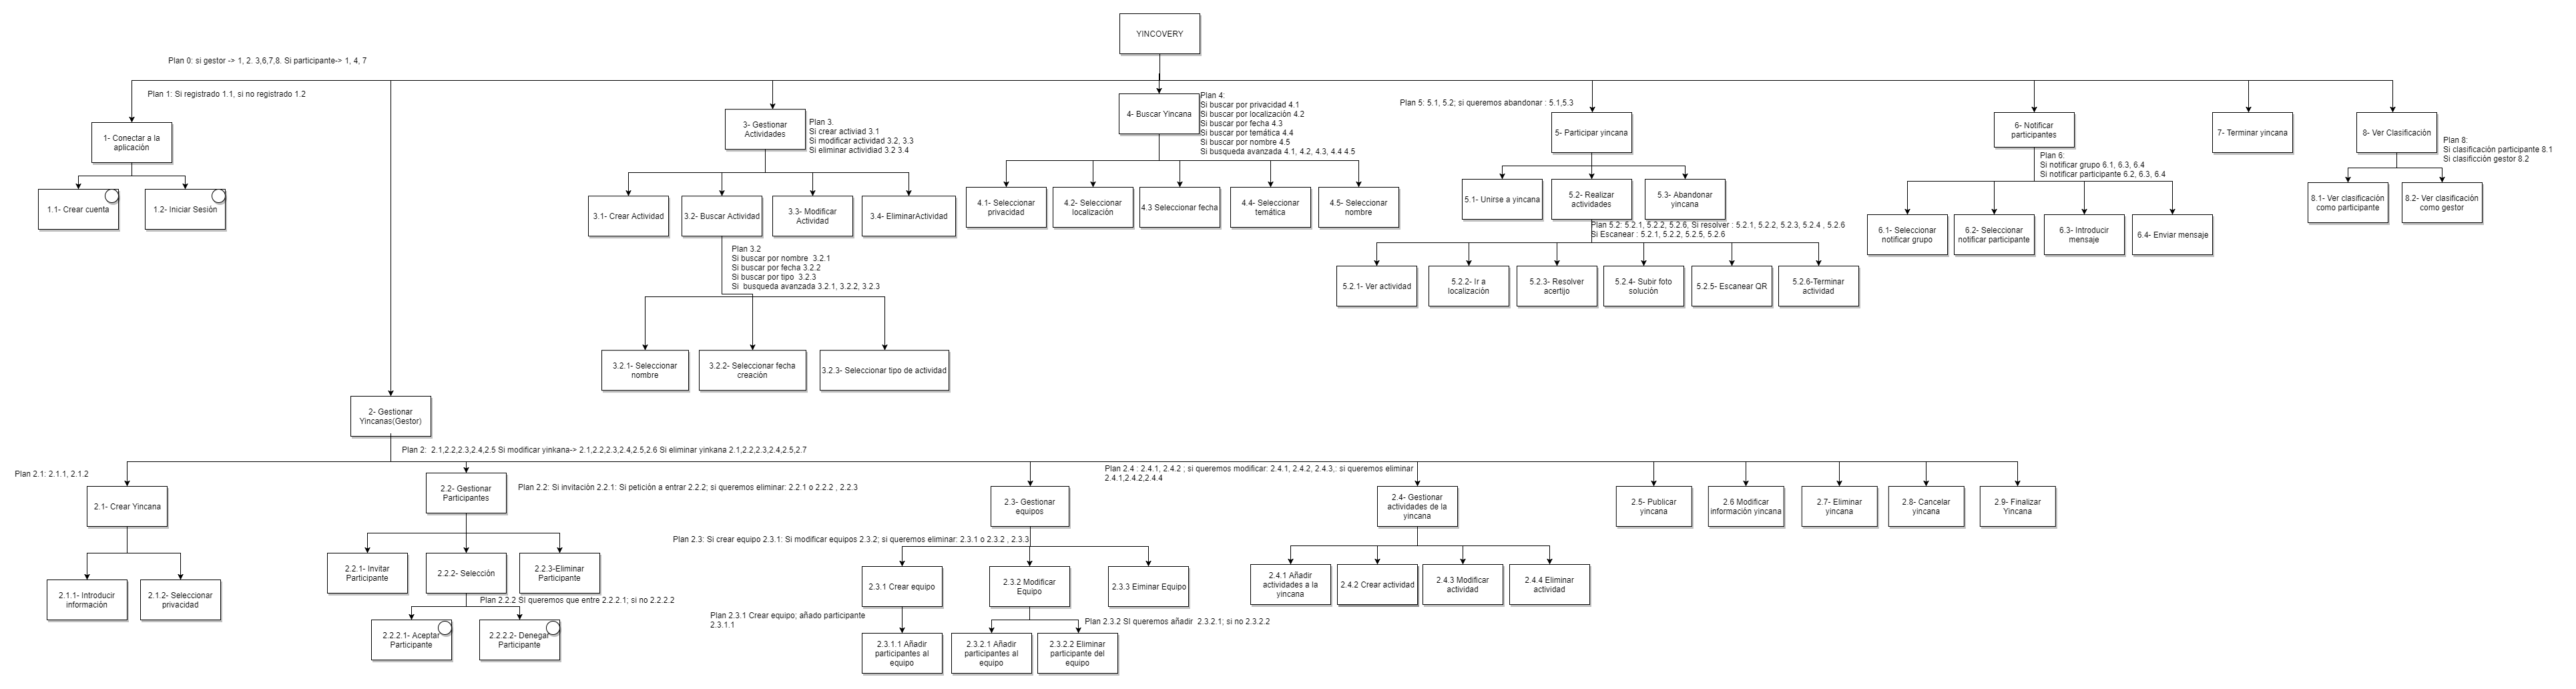 YINCOVERY
Plan 0: si gestor -> 1, 2. 3,6,7,8. Si participante-> 1, 4, 7
Plan 1: Si registrado 1.1, si no registrado 1.2
1- Conectar a la
aplicación
1.1- Crear cuenta
1.2- Iniciar Sesión
3- Gestionar
Actividades
Plan 3.
Si crear activiad 3.1
Si modificar actividad 3.2, 3.3
Si eliminar activididad 3.2 3.4
3.1- Crear Actividad
3.2- Buscar Actividad
3.3- Modificar
Actividad
3.4- EliminarActividad
Plan 3.2
Si buscar por nombre 3.2.1
Si buscar por fecha 3.2.2
Si buscar por tipo 3.2.3
Si busqueda avanzada 3.2.1, 3.2.2, 3.2.3
3.2.1- Seleccionar
nombre
3.2.2- Seleccionar fecha
creación
3.2.3- Seleccionar tipo de actividad
4- Buscar Yincana
Plan 4:
Si buscar por privacidad 4.1
Si buscar por localización 4.2
Si buscar por fecha 4.3
Si buscar por temática 4.4
Si buscar por nombre 4.5
Si busqueda avanzada 4.1, 4.2, 4.3, 4.4 4.5
4.1- Seleccionar
privacidad
4.2- Seleccionar
localización
4.3 Seleccionar fecha
4.4- Seleccionar
temática
4.5- Seleccionar
nombre
Plan 5: 5.1, 5.2; si queremos abandonar : 5.1,5.3
5- Participar yincana
5.1- Unirse a yincana
5.2- Realizar
actividades
5.3- Abandonar
yincana
Plan 5.2: 5.2.1, 5.2.2, 5.2.6, Si resolver : 5.2.1, 5.2.2, 5.2.3, 5.2.4 , 5.2.6
Si Escanear : 5.2.1, 5.2.2, 5.2.5, 5.2.6
5.2.1- Ver actividad
5.2.2- Ir a
localización
5.2.3- Resolver
acertijo
5.2.4- Subir foto
solución
5.2.5- Escanear QR
5.2.6-Terminar
actividad
6- Notificar
participantes
Plan 6:
Si notificar grupo 6.1, 6.3, 6.4
Si notificar participante 6.2, 6.3, 6.4
6.1- Seleccionar
notificar grupo
6.2- Seleccionar
notificar participante
6.3- Introducir
mensaje
6.4- Enviar mensaje
7- Terminar yincana
8- Ver Clasificación
Plan 8:
Si clasificación participante 8.1
Si clasificción gestor 8.2
8.1- Ver clasificación
como participante
8.2- Ver clasificación
como gestor
2- Gestionar
Yincanas(Gestor)
Plan 2: 2.1,2.2,2.3,2.4,2.5 Si modificar yinkana-> 2.1,2.2,2.3,2.4,2.5,2.6 Si eliminar yinkana 2.1,2.2,2.3,2.4,2.5,2.7
Plan 2.1: 2.1.1, 2.1.2
2.1- Crear Yincana
2.1.1- Introducir
información
2.1.2- Seleccionar
privacidad
2.2- Gestionar
Participantes
Plan 2.2: Si invitación 2.2.1: Si petición a entrar 2.2.2; si queremos eliminar: 2.2.1 o 2.2.2 , 2.2.3
2.2.1- Invitar
Participante
2.2.2- Selección
2.2.3-Eliminar
Participante
Plan 2.2.2 SI queremos que entre 2.2.2.1; si no 2.2.2.2
2.2.2.1- Aceptar
Participante
2.2.2.2- Denegar
Participante
2.3- Gestionar
equipos
Plan 2.3: Si crear equipo 2.3.1: Si modificar equipos 2.3.2; si queremos eliminar: 2.3.1 o 2.3.2 , 2.3.3
2.3.1 Crear equipo
2.3.2 Modificar
Equipo
2.3.3 Eiminar Equipo
Plan 2.3.1 Crear equipo; añado participante
2.3.1.1
Plan 2.3.2 SI queremos añadir 2.3.2.1; si no 2.3.2.2
2.3.1.1 Añadir
participantes al
equipo
2.3.2.1 Añadir
participantes al
equipo
2.3.2.2 Eliminar
participante del
equipo
Plan 2.4 : 2.4.1, 2.4.2 ; si queremos modificar: 2.4.1, 2.4.2, 2.4.3,: si queremos eliminar
2.4.1,2.4.2,2.4.4
2.4- Gestionar
actividades de la
yincana
2.4.1 Añadir
actividades a la
yincana
2.4.2 Crear actividad
2.4.3 Modificar
actividad
2.4.4 Eliminar
actividad
2.5- Publicar
yincana
2.6 Modificar
información yincana
2.7- Eliminar
yincana
2.8- Cancelar
yincana
2.9- Finalizar
Yincana